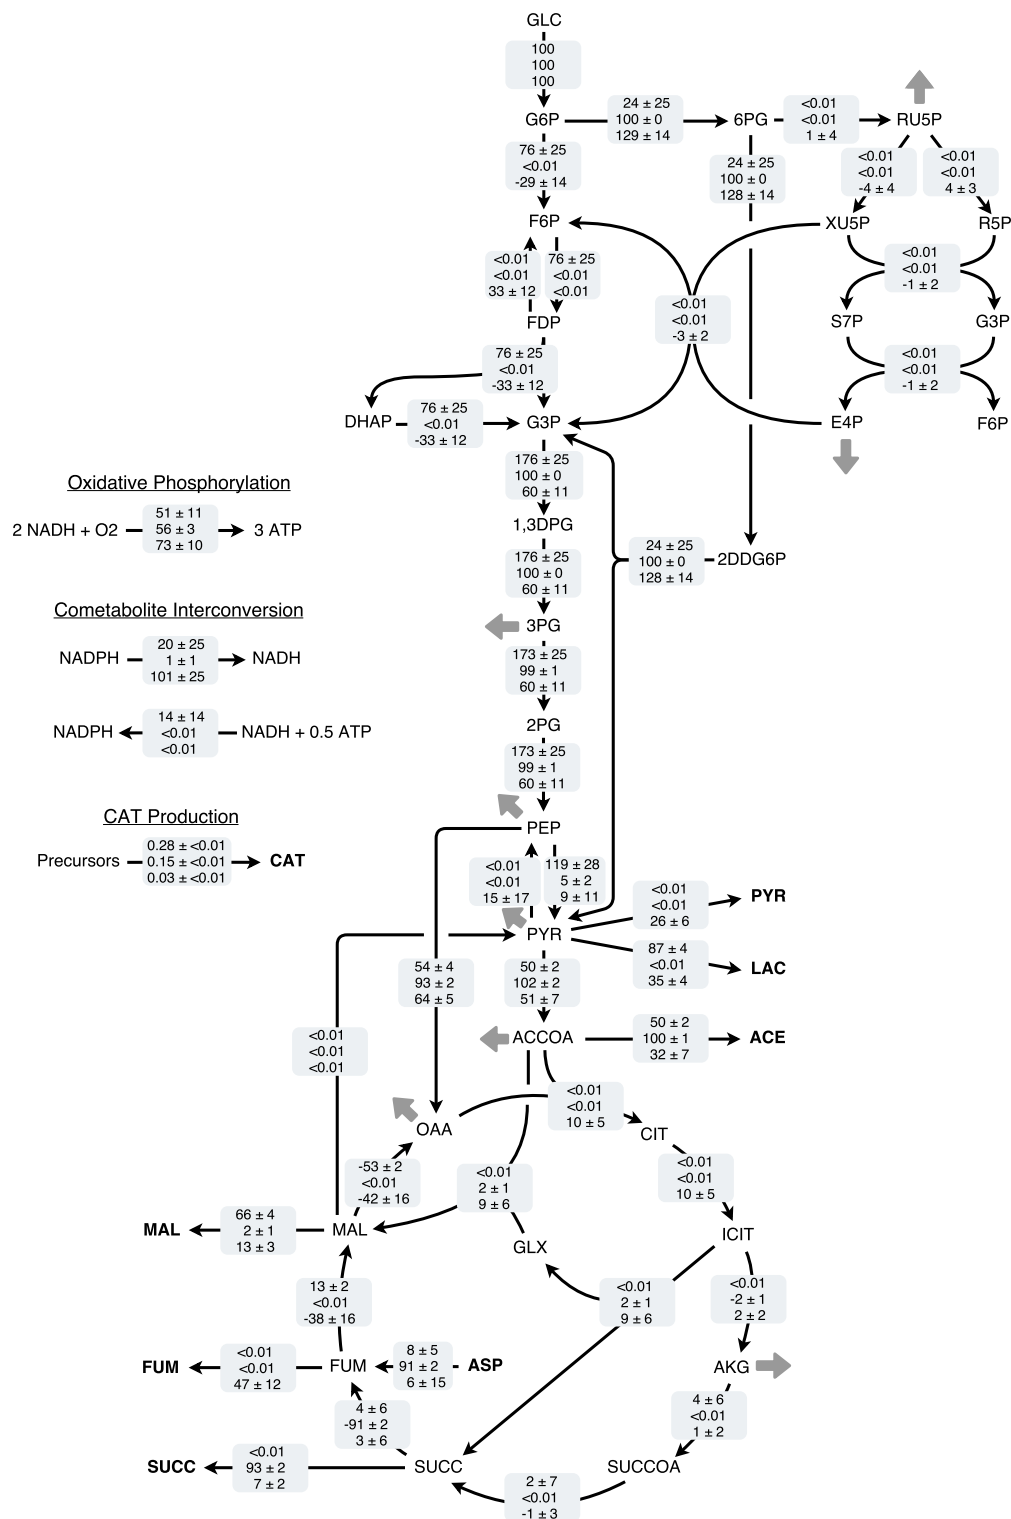 GLC
100
100
100
G6P
24 ± 25
100 ± 0
129 ± 14
6PG
<0.01
<0.01
1 ± 4
RU5P
76 ± 25
<0.01
-29 ± 14
24 ± 25
100 ± 0
128 ± 14
<0.01
<0.01
-4 ± 4
<0.01
<0.01
4 ± 3
F6P
XU5P
R5P
<0.01
<0.01
33 ± 12
76 ± 25
<0.01
<0.01
<0.01
<0.01
-1 ± 2
<0.01
<0.01
-3 ± 2
FDP
S7P
G3P
76 ± 25
<0.01
-33 ± 12
<0.01
<0.01
-1 ± 2
DHAP
76 ± 25
<0.01
-33 ± 12
G3P
E4P
F6P
176 ± 25
100 ± 0
60 ± 11
Oxidative Phosphorylation
2 NADH + O2
51 ± 11
56 ± 3
73 ± 10
3 ATP
1,3DPG
176 ± 25
100 ± 0
60 ± 11
24 ± 25
100 ± 0
128 ± 14
2DDG6P
Cometabolite Interconversion
3PG
NADPH
20 ± 25
1 ± 1
101 ± 25
NADH
173 ± 25
99 ± 1
60 ± 11
NADPH
14 ± 14
<0.01
<0.01
NADH + 0.5 ATP
2PG
173 ± 25
99 ± 1
60 ± 11
CAT Production
PEP
Precursors
0.28 ± <0.01
0.15 ± <0.01
0.03 ± <0.01
CAT
<0.01
<0.01
15 ± 17
119 ± 28
5 ± 2
9 ± 11
<0.01
<0.01
26 ± 6
PYR
PYR
87 ± 4
<0.01
35 ± 4
LAC
54 ± 4
93 ± 2
64 ± 5
50 ± 2
102 ± 2
51 ± 7
<0.01
<0.01
<0.01
ACCOA
50 ± 2
100 ± 1
32 ± 7
ACE
<0.01
<0.01
10 ± 5
OAA
CIT
-53 ± 2
<0.01
-42 ± 16
<0.01
2 ± 1
9 ± 6
<0.01
<0.01
10 ± 5
MAL
66 ± 4
2 ± 1
13 ± 3
MAL
GLX
ICIT
13 ± 2
<0.01
-38 ± 16
<0.01
2 ± 1
9 ± 6
<0.01
-2 ± 1
2 ± 2
FUM
<0.01
<0.01
47 ± 12
FUM
8 ± 5
91 ± 2
6 ± 15
ASP
AKG
4 ± 6
-91 ± 2
3 ± 6
4 ± 6
<0.01
1 ± 2
SUCC
<0.01
93 ± 2
7 ± 2
SUCC
SUCCOA
2 ± 7
<0.01
-1 ± 3